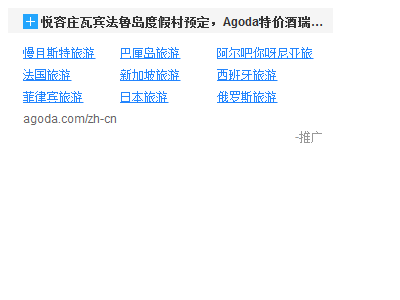 悦容庄瓦宾法鲁岛度假村预定，Agoda特价酒瑞...
慢日斯特旅游 巴厘岛旅游 阿尔吧你呀尼亚旅
法国旅游 新加坡旅游 西班牙旅游
菲律宾旅游 日本旅游 俄罗斯旅游
agoda.com/zh-cn
-推广